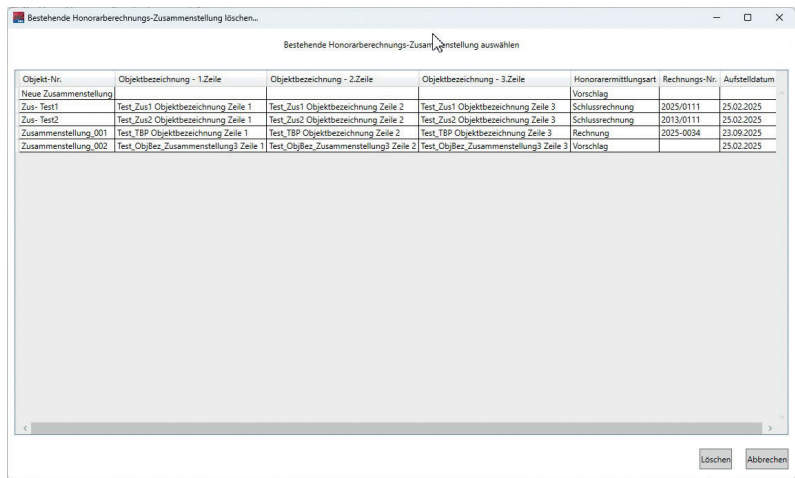 Bestehende Honorarberechnungs-Zusammenstellung löschen...
Bestehende Honorarberechnungs-Zusammenstellung auswählen
Objekt-Nr. Objektbezeichnung - 1.Zeile Objektbezeichnung - 2.Zeile Objektbezeichnung - 3.Zeile Honorarermittlungsart Rechnungs-Nr. Aufstelldatum
Neue Zusammenstellung Vorschlag
Zus- Test1 Test_Zus1 Objektbezeichnung Zeile 1 Test_Zus1 Objektbezeichnung Zeile 2 Test_Zus1 Objektbezeichnung Zeile 3 Schlussrechnung 2025/0111 25.02.2025
Zus- Test2 Test_Zus2 Objektbezeichnung Zeile 1 Test_Zus2 Objektbezeichnung Zeile 2 Test_Zus2 Objektbezeichnung Zeile 3 Schlussrechnung 2013/0111 25.02.2025
Zusammenstellung_001 Test_TBP Objektbezeichnung Zeile 1 Test_TBP Objektbezeichnung Zeile 2 Test_TBP Objektbezeichnung Zeile 3 Rechnung 2025-0034 23.09.2025
Zusammenstellung_002 Test_ObjBez_Zusammenstellung3 Zeile 1 Test_ObjBez_Zusammenstellung3 Zeile 2 Test_ObjBez_Zusammenstellung3 Zeile 3 Vorschlag 25.02.2025
Löschen Abbrechen